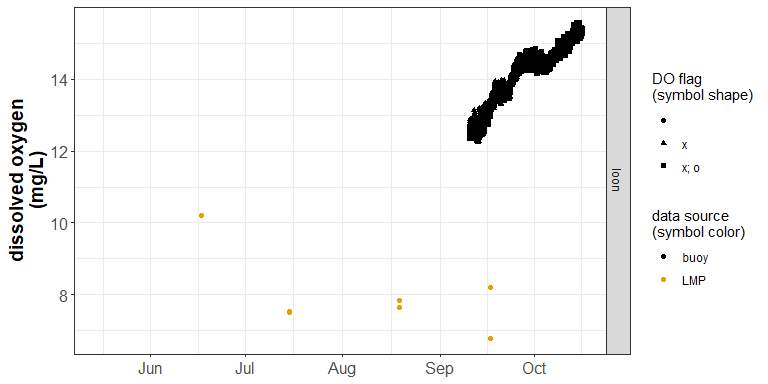 dissolved oxygen
(mg/L)
14
12
10
8
Jun
Jul
Aug
Sep
Oct
loon
DO flag
(symbol shape)
x
x; o
data source
(symbol color)
buoy
LMP